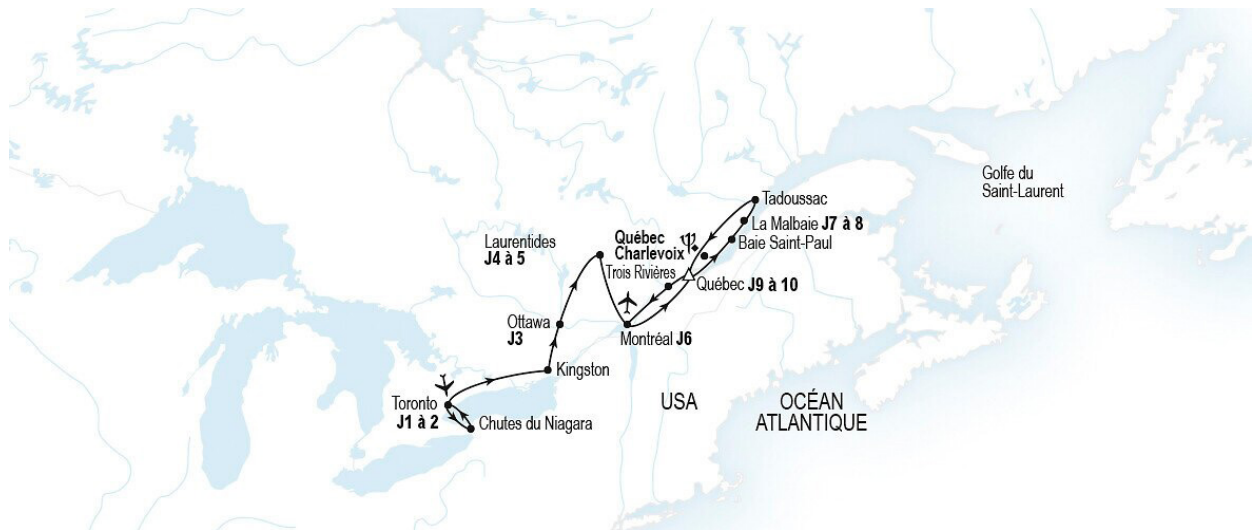 Golfe du
Saint-Laurent
Tadoussac
La Malbaie J7 à 8
Baie Saint-Paul
Québec
Charlevoix
Laurentides
J4 à 5
Trois Rivières
Québec J9 à 10
Ottawa
J3
Montréal J6
Kingston
Toronto
J1 à 2
Chutes du Niagara
USA
OCÉAN
ATLANTIQUE